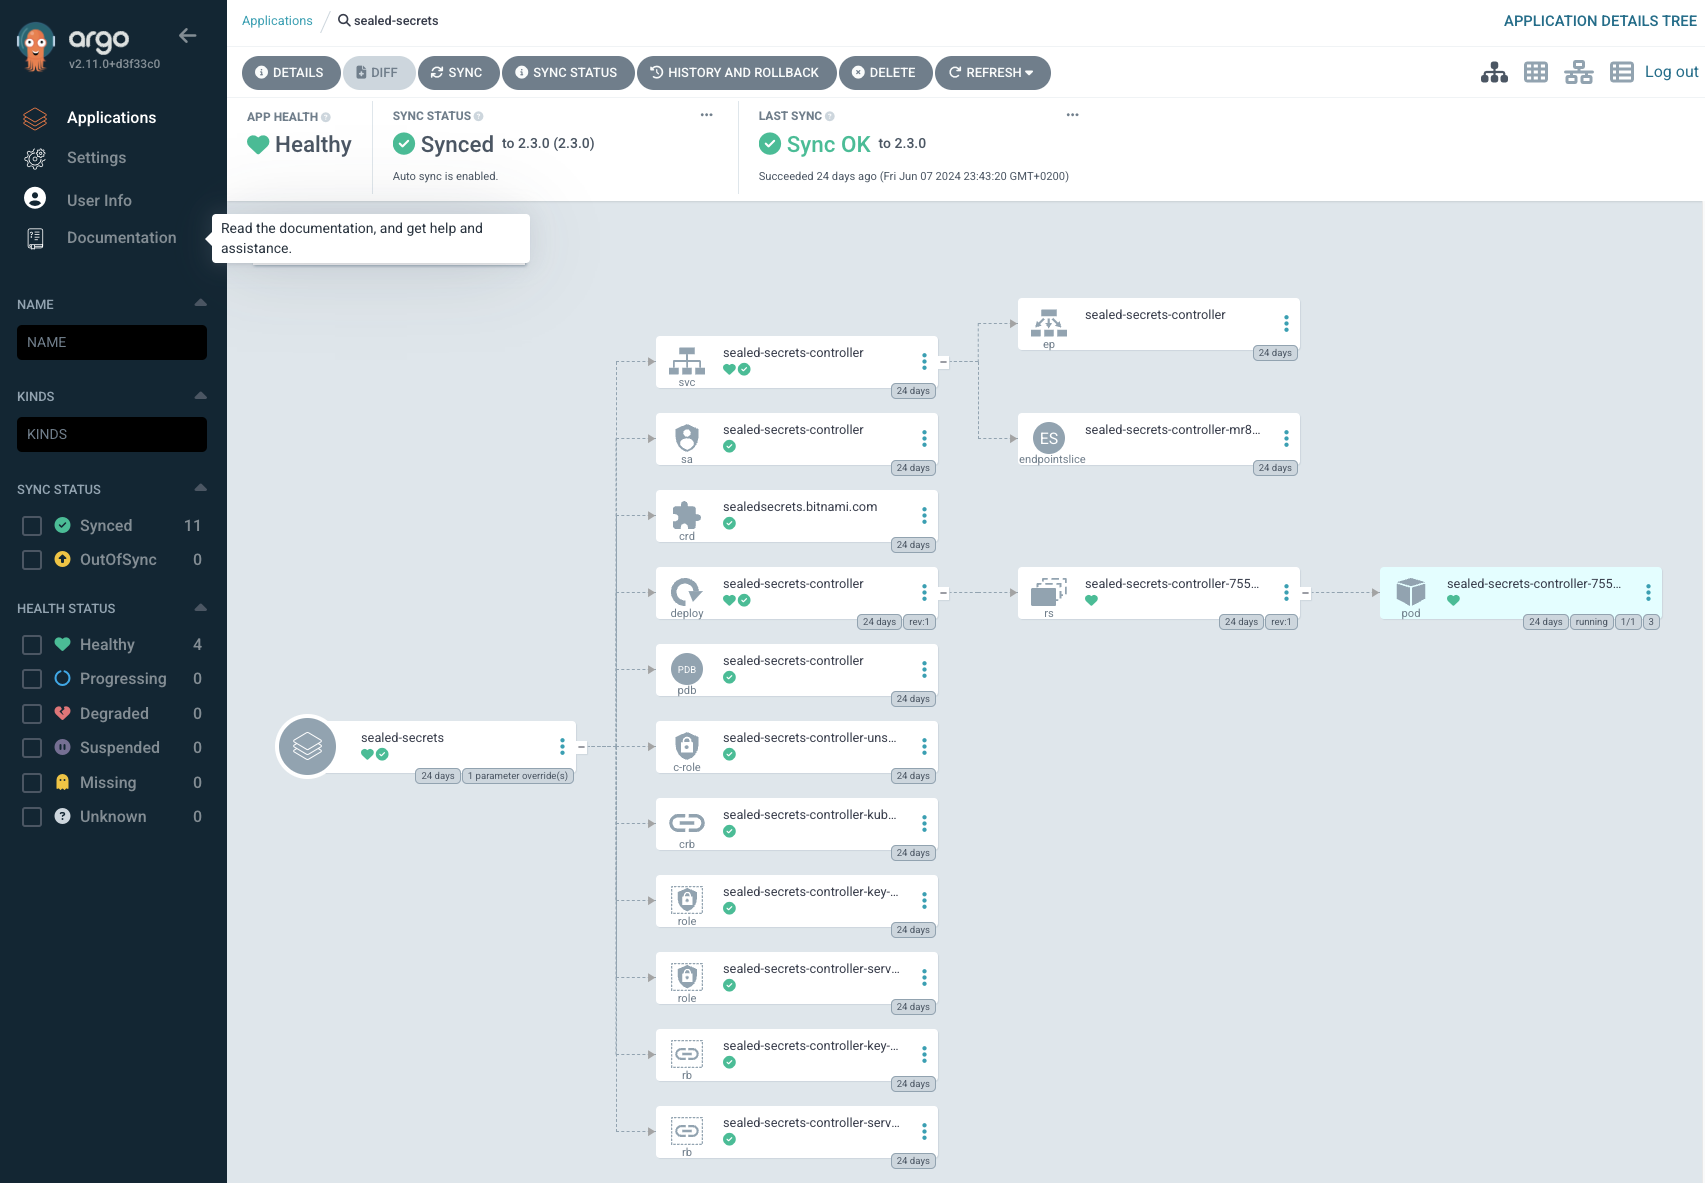 argo
v2.11.0+d3f33c0
Applications
Settings
User Info
Documentation
NAME
NAME
KINDS
KINDS
SYNC STATUS
Synced 11
OutOfSync 0
HEALTH STATUS
Healthy 4
Progressing 0
Degraded 0
Suspended 0
Missing 0
Unknown 0
Applications / sealed-secrets
APPLICATION DETAILS TREE
DETAILS DIFF SYNC SYNC STATUS HISTORY AND ROLLBACK DELETE REFRESH
Log out
APP HEALTH
Healthy
SYNC STATUS
Synced to 2.3.0 (2.3.0)
Auto sync is enabled.
LAST SYNC
Sync OK to 2.3.0
Succeeded 24 days ago (Fri Jun 07 2024 23:43:20 GMT+0200)
Read the documentation, and get help and
assistance.
sealed-secrets
24 days 1 parameter override(s)
sealed-secrets-controller
svc
24 days
sealed-secrets-controller
sa
24 days
sealedsecrets.bitnami.com
crd
24 days
sealed-secrets-controller
deploy
24 days rev:1
sealed-secrets-controller
PDB
pdb
24 days
sealed-secrets-controller-uns...
c-role
24 days
sealed-secrets-controller-kub...
crb
24 days
sealed-secrets-controller-key-...
role
24 days
sealed-secrets-controller-serv...
role
24 days
sealed-secrets-controller-key-...
rb
24 days
sealed-secrets-controller-serv...
rb
24 days
sealed-secrets-controller
ep
24 days
sealed-secrets-controller-mr8...
ES
endpointslice
24 days
sealed-secrets-controller-755...
rs
24 days rev:1
sealed-secrets-controller-755...
pod
24 days running 1/1 3